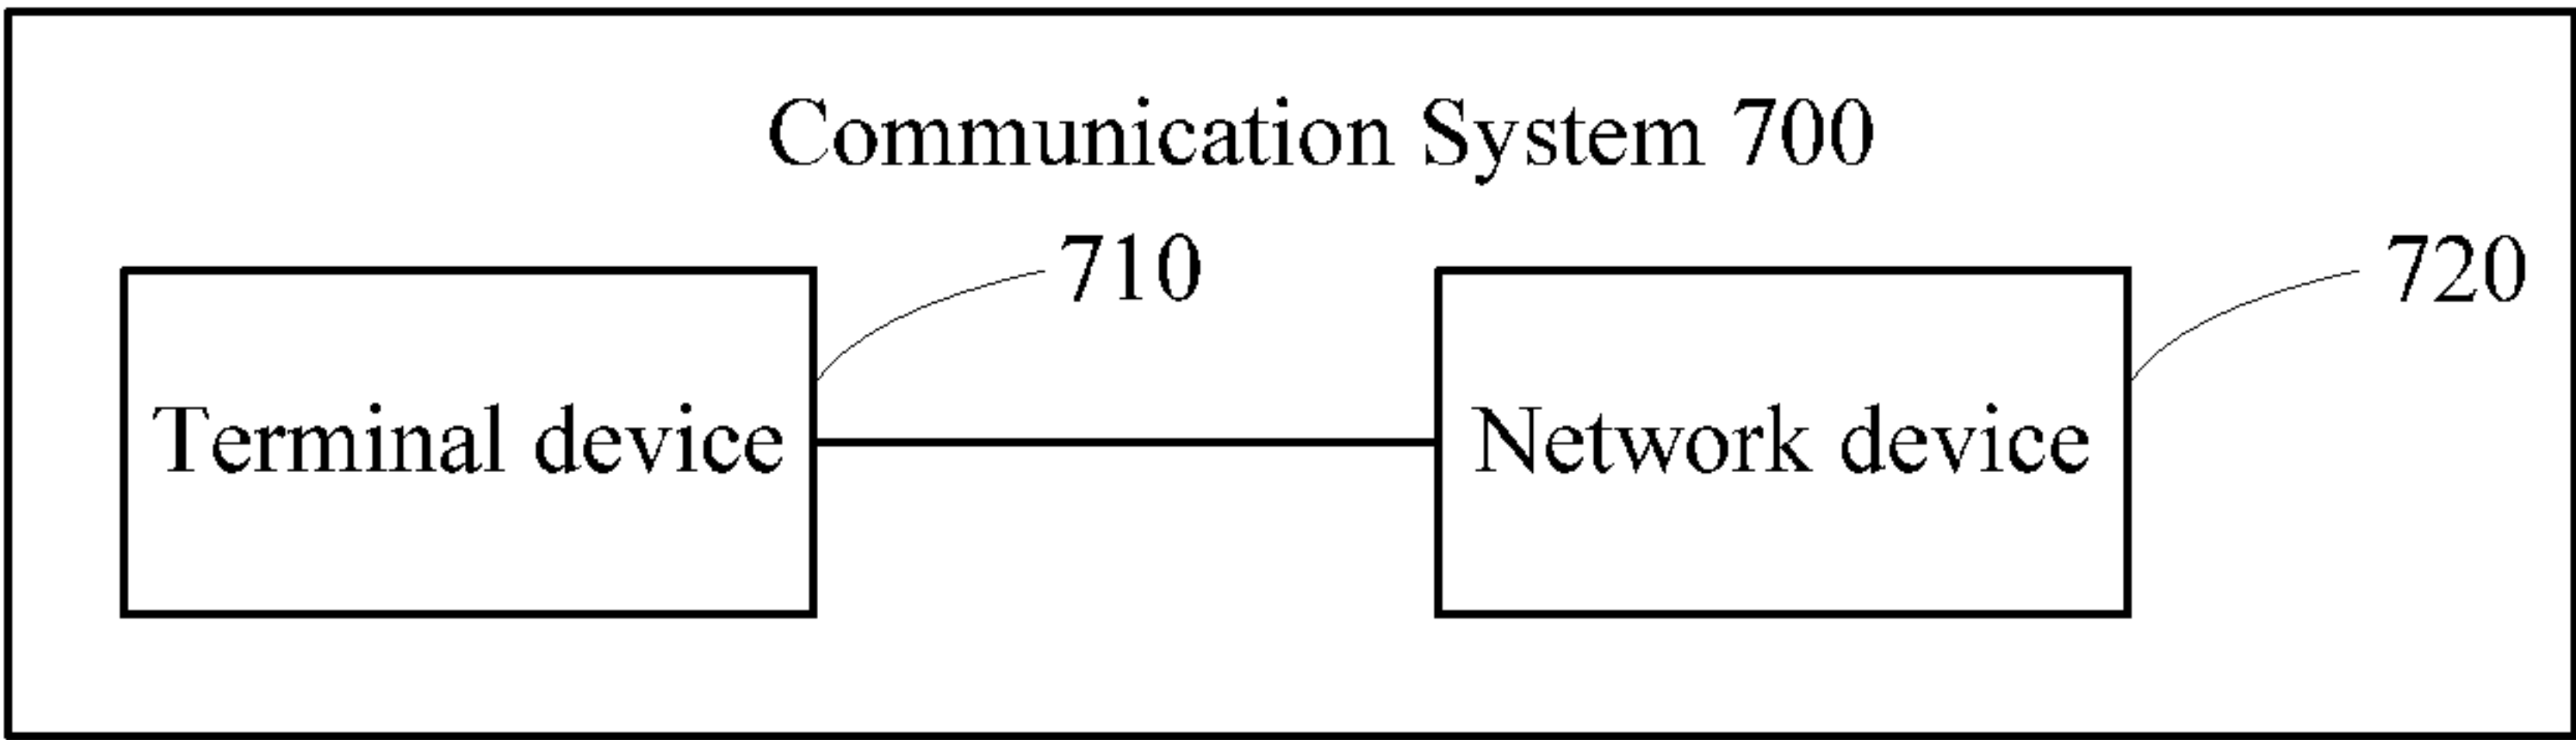 Communication System 700
710
720
Terminal device
Network device